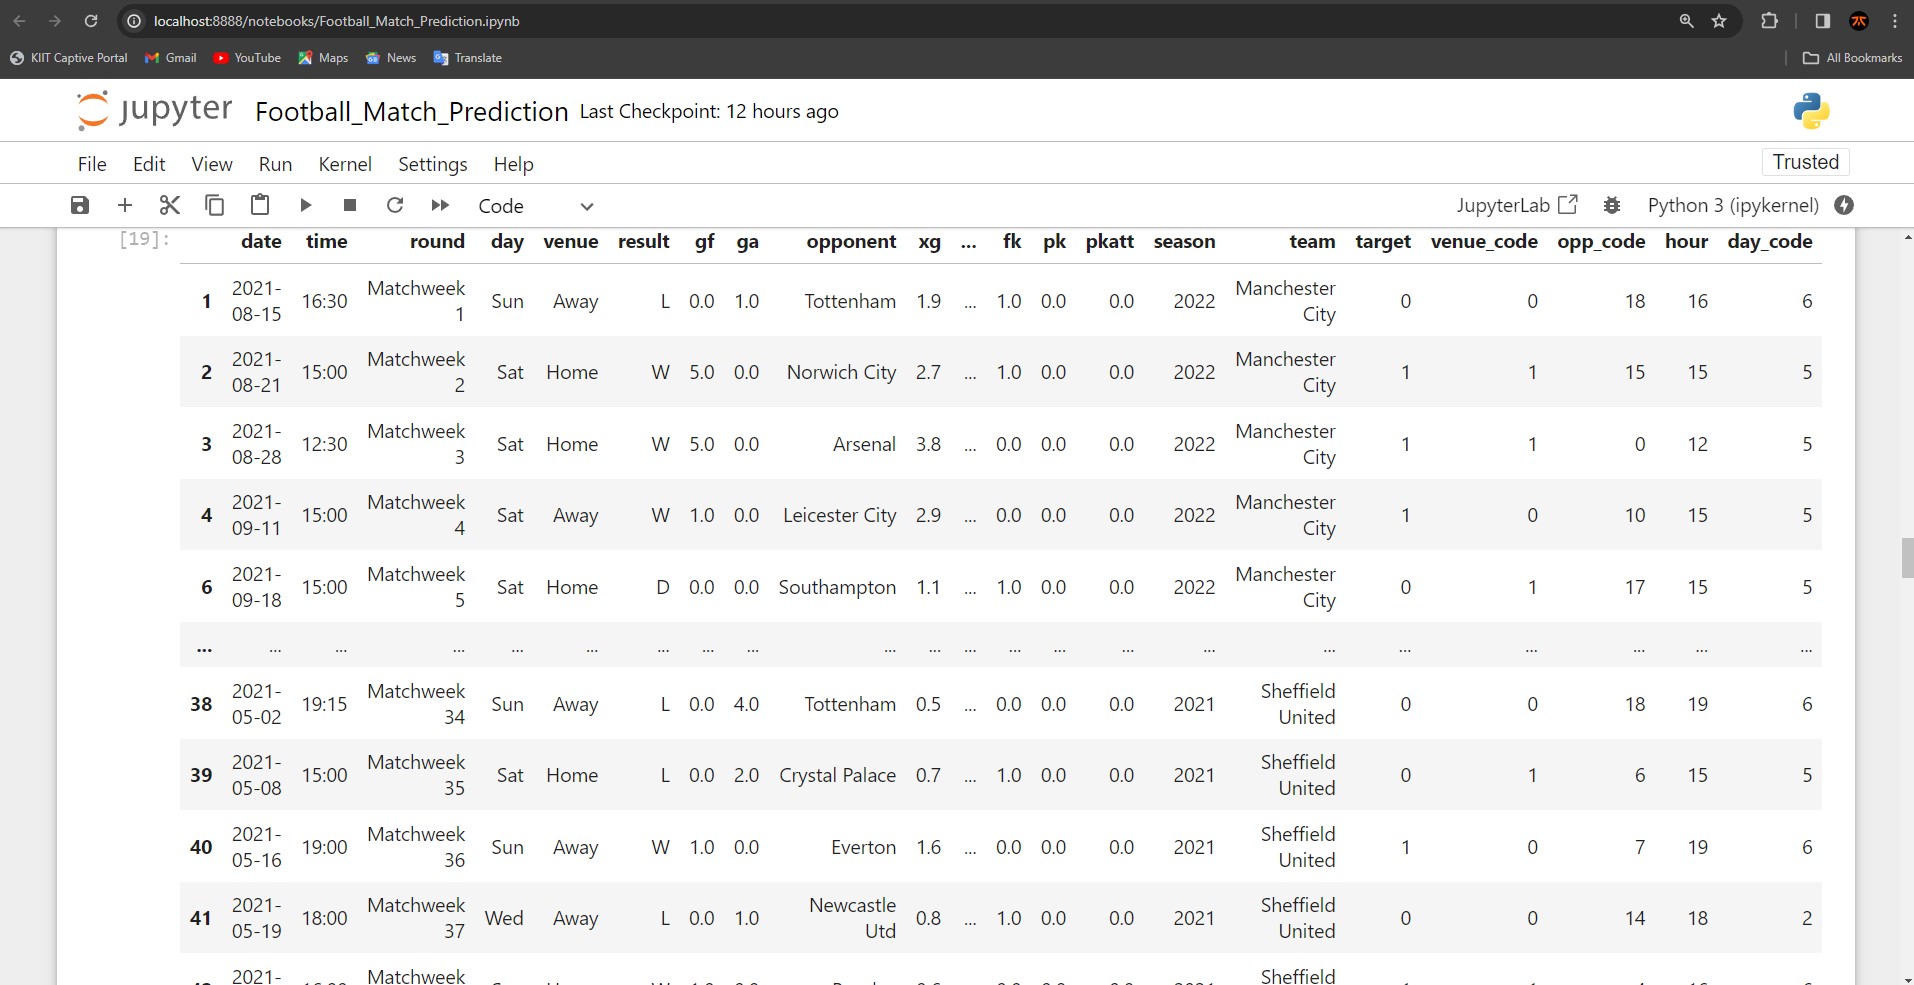 localhost:8888/notebooks/Football_Match_Prediction.ipynb
KIIT Captive Portal Gmail YouTube Maps News Translate All Bookmarks
jupyter Football_Match_Prediction Last Checkpoint: 12 hours ago
File Edit View Run Kernel Settings Help Trusted
Code JupyterLab Python 3 (ipykernel)
[19]: date time round day venue result gf ga opponent xg ... fk pk pkatt season team target venue_code opp_code hour day_code
2021- Matchweek Manchester
1 16:30 Sun Away L 0.0 1.0 Tottenham 1.9 ... 1.0 0.0 0.0 2022 0 0 18 16 6
08-15 1 City
2021- Matchweek Manchester
2 15:00 Sat Home W 5.0 0.0 Norwich City 2.7 ... 1.0 0.0 0.0 2022 1 1 15 15 5
08-21 2 City
2021- Matchweek Manchester
3 12:30 Sat Home W 5.0 0.0 Arsenal 3.8 ... 0.0 0.0 0.0 2022 1 1 0 12 5
08-28 3 City
2021- Matchweek Manchester
4 15:00 Sat Away W 1.0 0.0 Leicester City 2.9 ... 0.0 0.0 0.0 2022 1 0 10 15 5
09-11 4 City
2021- Matchweek Manchester
6 15:00 Sat Home D 0.0 0.0 Southampton 1.1 ... 1.0 0.0 0.0 2022 0 1 17 15 5
09-18 5 City
... ... ... ... ... ... ... ... ... ... ... ... ... ... ... ... ... ... ... ... ... ...
2021- Matchweek Sheffield
38 19:15 Sun Away L 0.0 4.0 Tottenham 0.5 ... 0.0 0.0 0.0 2021 0 0 18 19 6
05-02 34 United
2021- Matchweek Sheffield
39 15:00 Sat Home L 0.0 2.0 Crystal Palace 0.7 ... 1.0 0.0 0.0 2021 0 1 6 15 5
05-08 35 United
2021- Matchweek Sheffield
40 19:00 Sun Away W 1.0 0.0 Everton 1.6 ... 0.0 0.0 0.0 2021 1 0 7 19 6
05-16 36 United
2021- Matchweek Newcastle Sheffield
41 18:00 Wed Away L 0.0 1.0 0.8 ... 1.0 0.0 0.0 2021 0 0 14 18 2
05-19 37 Utd United
2021- Matchweek Sheffield